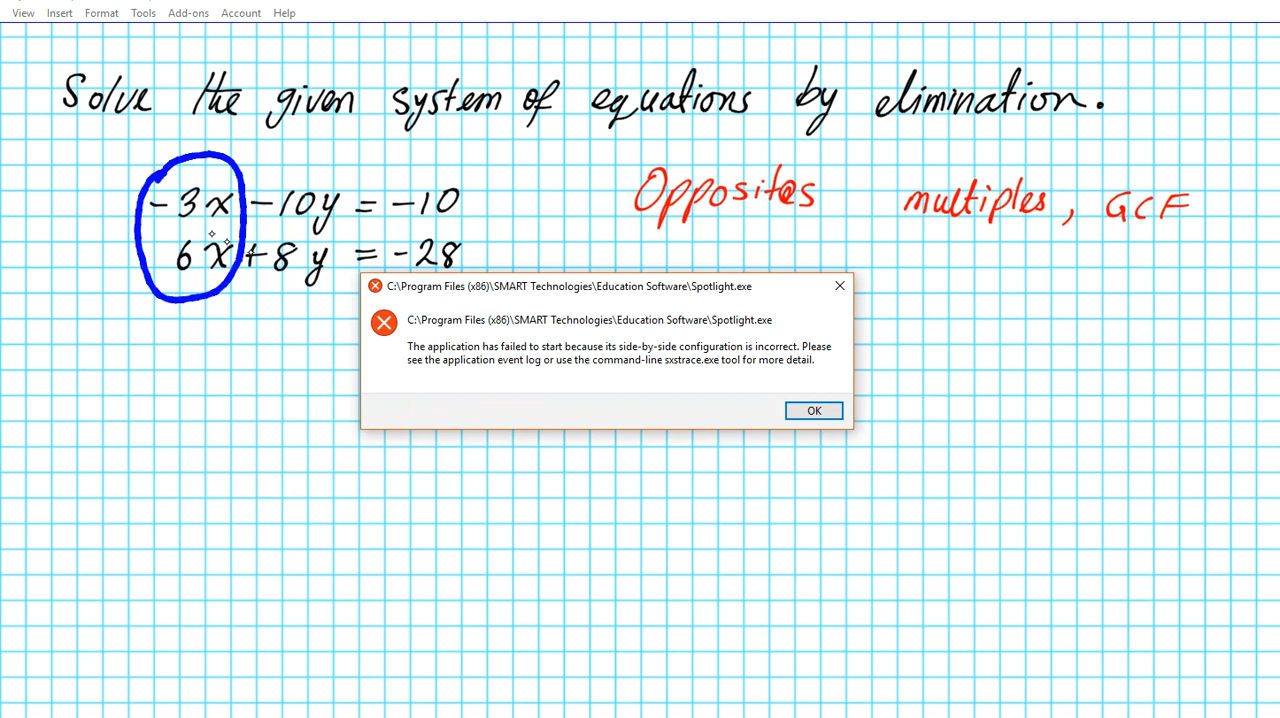 View Insert Format Tools Add-ons Account Help
Solve the given system of equations by elimination.
-3x -10y = -10
Opposites multiples, GCF
6x +8y = -28
C:\Program Files (x86)\SMART Technologies\Education Software\Spotlight.exe
C:\Program Files (x86)\SMART Technologies\Education Software\Spotlight.exe
The application has failed to start because its side-by-side configuration is incorrect. Please
see the application event log or use the command-line sxstrace.exe tool for more detail.
OK